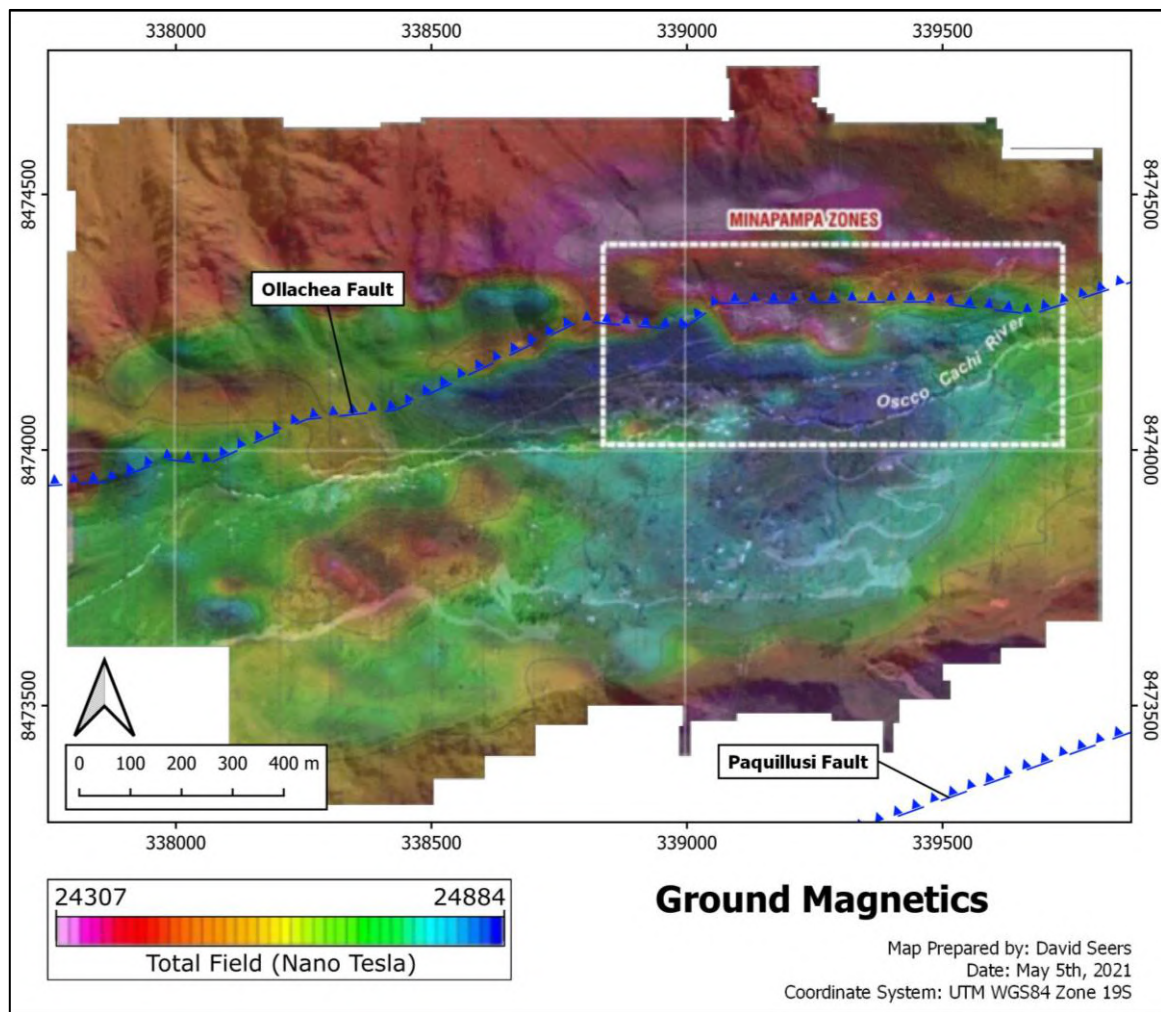 338000 338500 339000 339500
8474500 8474500
MINAPAMPA ZONES
Ollachea Fault
Oscco Cachi River
8474000 8474000
8473500 8473500
0 100 200 300 400 m
Paquillusi Fault
338000 338500 339000 339500
24307 24884
Total Field (Nano Tesla)
Ground Magnetics
Map Prepared by: David Seers
Date: May 5th, 2021
Coordinate System: UTM WGS84 Zone 19S